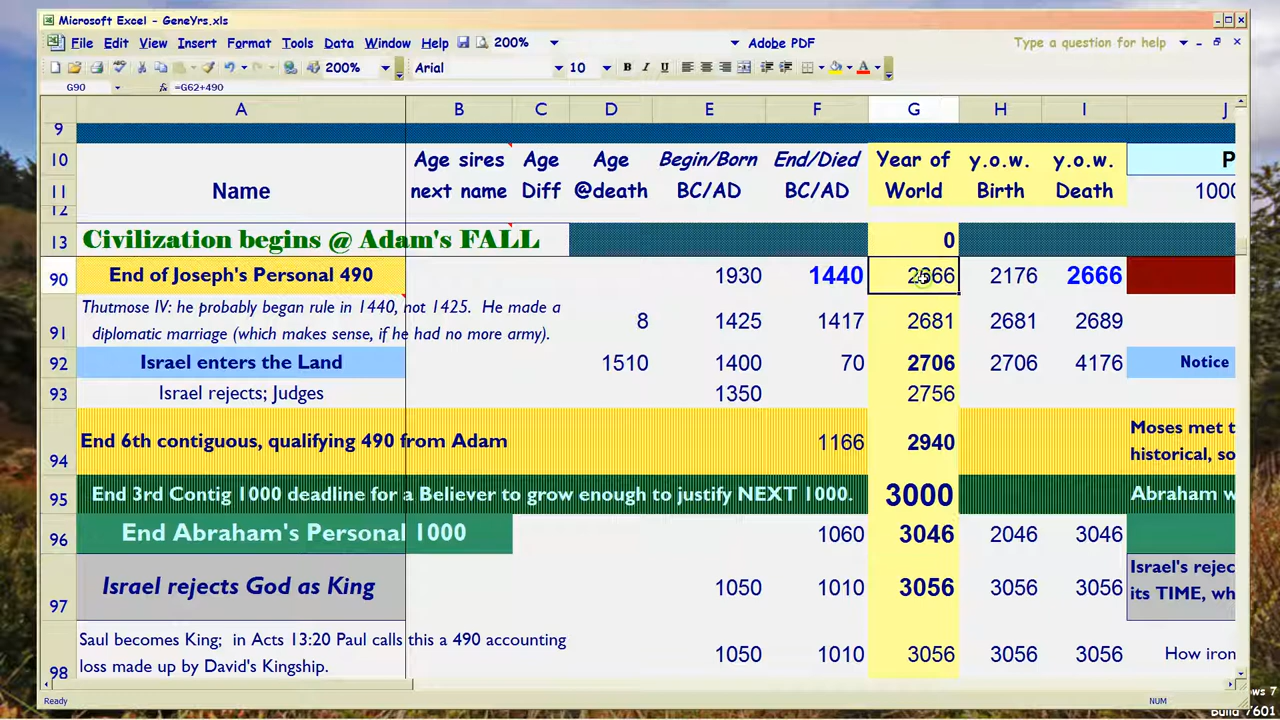 Microsoft Excel - GeneYrs.xls
File Edit View Insert Format Tools Data Window Help 200% Adobe PDF Type a question for help
200% Arial 10 B I U
G90 =G62+490
A B C D E F G H I J
9
10 Age sires Age Age Begin/Born End/Died Year of y.o.w. y.o.w. P
11 Name next name Diff @death BC/AD BC/AD World Birth Death 1000
12
13 Civilization begins @ Adam's FALL 0
90 End of Joseph's Personal 490 1930 1440 2666 2176 2666
Thutmose IV: he probably began rule in 1440, not 1425. He made a
91 diplomatic marriage (which makes sense, if he had no more army). 8 1425 1417 2681 2681 2689
92 Israel enters the Land 1510 1400 70 2706 2706 4176 Notice
93 Israel rejects; Judges 1350 2756
Moses met t
94 End 6th contiguous, qualifying 490 from Adam 1166 2940 historical, so
95 End 3rd Contig 1000 deadline for a Believer to grow enough to justify NEXT 1000. 3000 Abraham w
96 End Abraham's Personal 1000 1060 3046 2046 3046
Israel's rejec
97 Israel rejects God as King 1050 1010 3056 3056 3056 its TIME, wh
Saul becomes King; in Acts 13:20 Paul calls this a 490 accounting
98 loss made up by David's Kingship. 1050 1010 3056 3056 3056 How iron
Ready NUM
ws 7
Build 7601